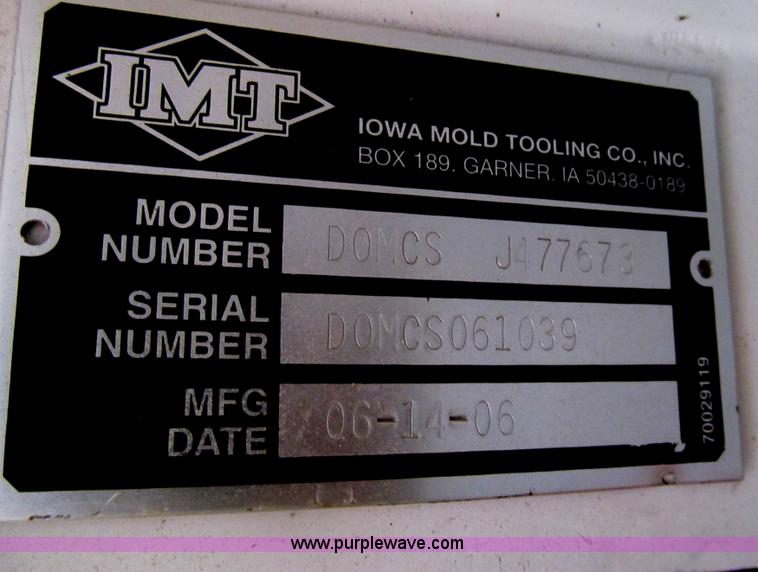 IMT
IOWA MOLD TOOLING CO., INC.
BOX 189. GARNER. IA 50438-0189
MODEL NUMBER DOMCS J477673
SERIAL NUMBER DOMCS061039
MFG DATE 06-14-06
70029119
www.purplewave.com